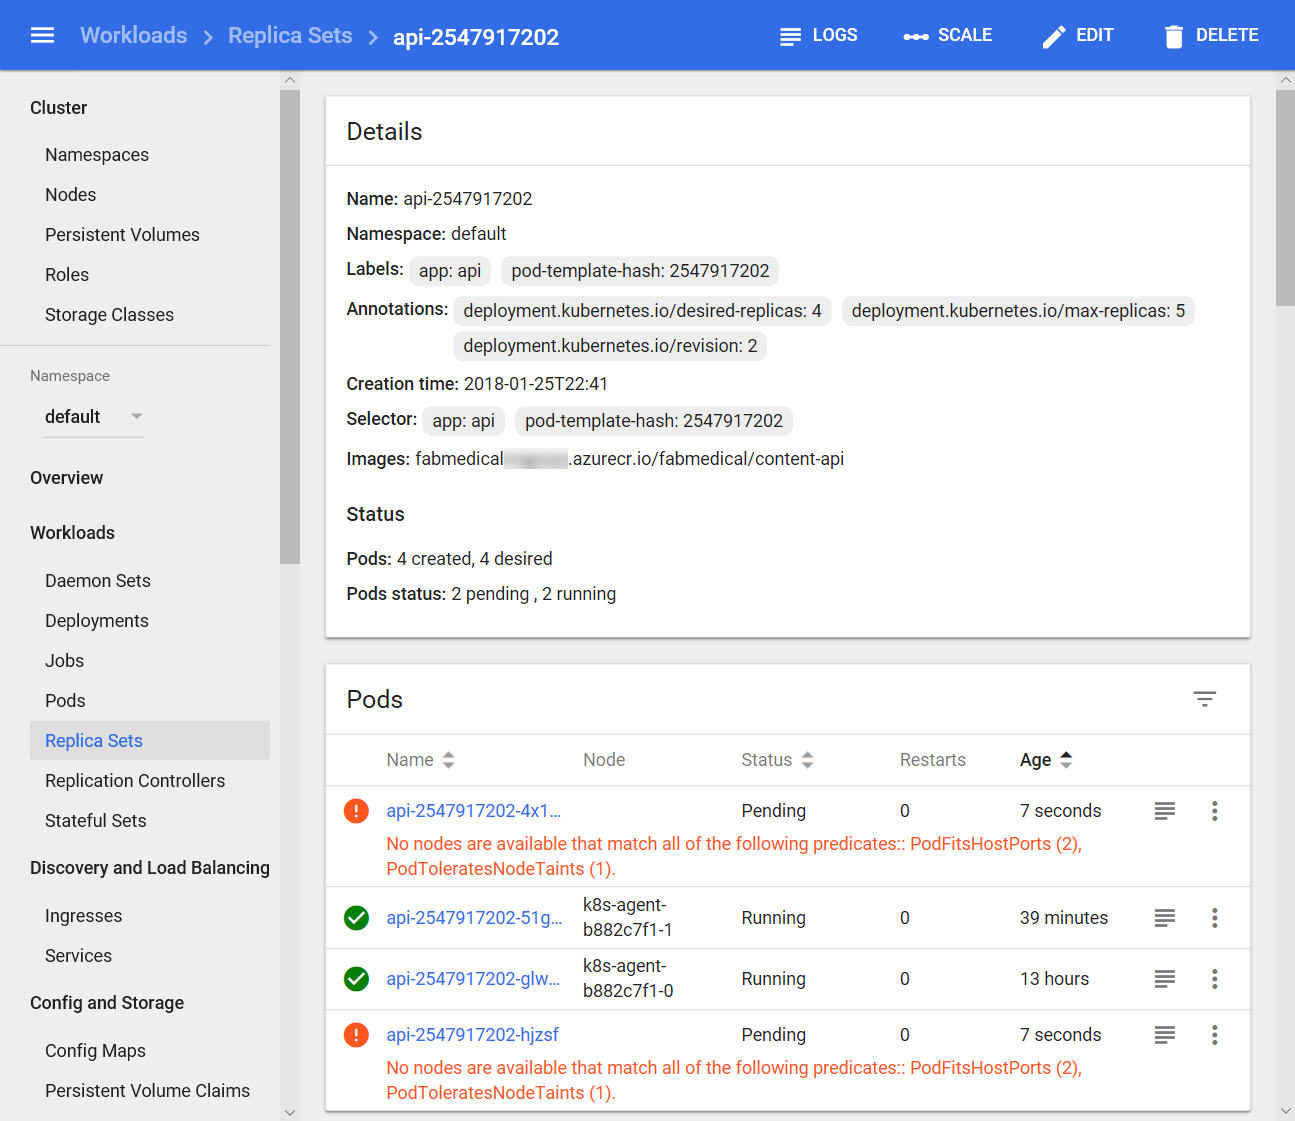 Workloads > Replica Sets > api-2547917202
LOGS
SCALE
EDIT
DELETE
Cluster
Namespaces
Nodes
Persistent Volumes
Roles
Storage Classes
Namespace
default
Overview
Workloads
Daemon Sets
Deployments
Jobs
Pods
Replica Sets
Replication Controllers
Stateful Sets
Discovery and Load Balancing
Ingresses
Services
Config and Storage
Config Maps
Persistent Volume Claims
Details
Name: api-2547917202
Namespace: default
Labels: app: api pod-template-hash: 2547917202
Annotations: deployment.kubernetes.io/desired-replicas: 4 deployment.kubernetes.io/max-replicas: 5
deployment.kubernetes.io/revision: 2
Creation time: 2018-01-25T22:41
Selector: app: api pod-template-hash: 2547917202
Images: fabmedical .azurecr.io/fabmedical/content-api
Status
Pods: 4 created, 4 desired
Pods status: 2 pending , 2 running
Pods
Name Node Status Restarts Age
api-2547917202-4x1... Pending 0 7 seconds
No nodes are available that match all of the following predicates:: PodFitsHostPorts (2),
PodToleratesNodeTaints (1).
api-2547917202-51g... k8s-agent- Running 0 39 minutes
b882c7f1-1
api-2547917202-glw... k8s-agent- Running 0 13 hours
b882c7f1-0
api-2547917202-hjzsf Pending 0 7 seconds
No nodes are available that match all of the following predicates:: PodFitsHostPorts (2),
PodToleratesNodeTaints (1).